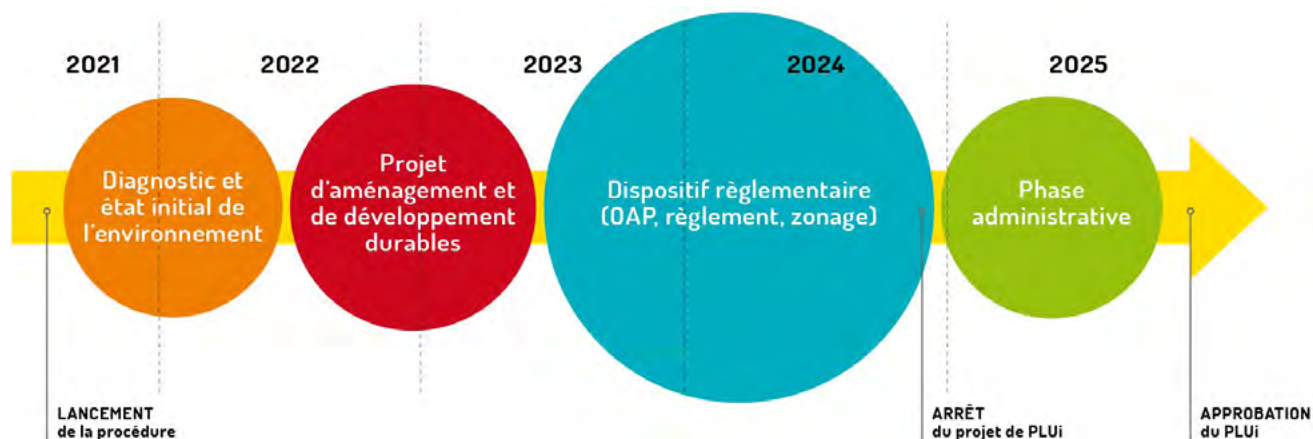 2021
2022
2023
2024
2025
Diagnostic et
état initial de
l'environnement
Projet
d'aménagement et
de développement
durables
Dispositif règlementaire
(OAP, règlement, zonage)
Phase
administrative
LANCEMENT
de la procédure
ARRÊT
du projet de PLUi
APPROBATION
du PLUi